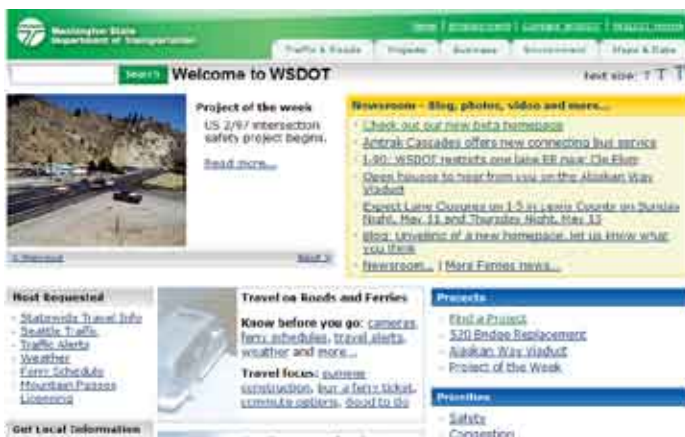 Washington State
Department of Transportation
Traffic & Roads
Projects
Business
Environment
Maps & Data
Search
Welcome to WSDOT
text size: T T T
Project of the week
US 2/97 intersection
safety project begins.
Read more...
< Previous
Next >
Newsroom - Blog, photos, video and more...
Check out our new beta homepage
Amtrak Cascades offers new connecting bus service
I-90: WSDOT restricts one lane EB near Cle Elum
Open houses to hear from you on the Alaskan Way
Viaduct
Expect Lane Closures on I-5 in Lewis County on Sunday
Night, May 11 and Thursday Night, May 15
Blog: Unveiling of a new homepage, let us know what
you think
Newsroom... | More Ferries news...
Most Requested
Statewide Travel Info
Seattle Traffic
Traffic Alerts
Weather
Ferry Schedule
Mountain Passes
Licensing
Get Local Information
Travel on Roads and Ferries
Know before you go: cameras,
ferry schedules, travel alerts,
weather and more...
Travel focus: summer
construction, buy a ferry ticket,
commute options, Good to Go
Projects
Find a Project
520 Bridge Replacement
Alaskan Way Viaduct
Project of the Week
Priorities
Safety
Congestion